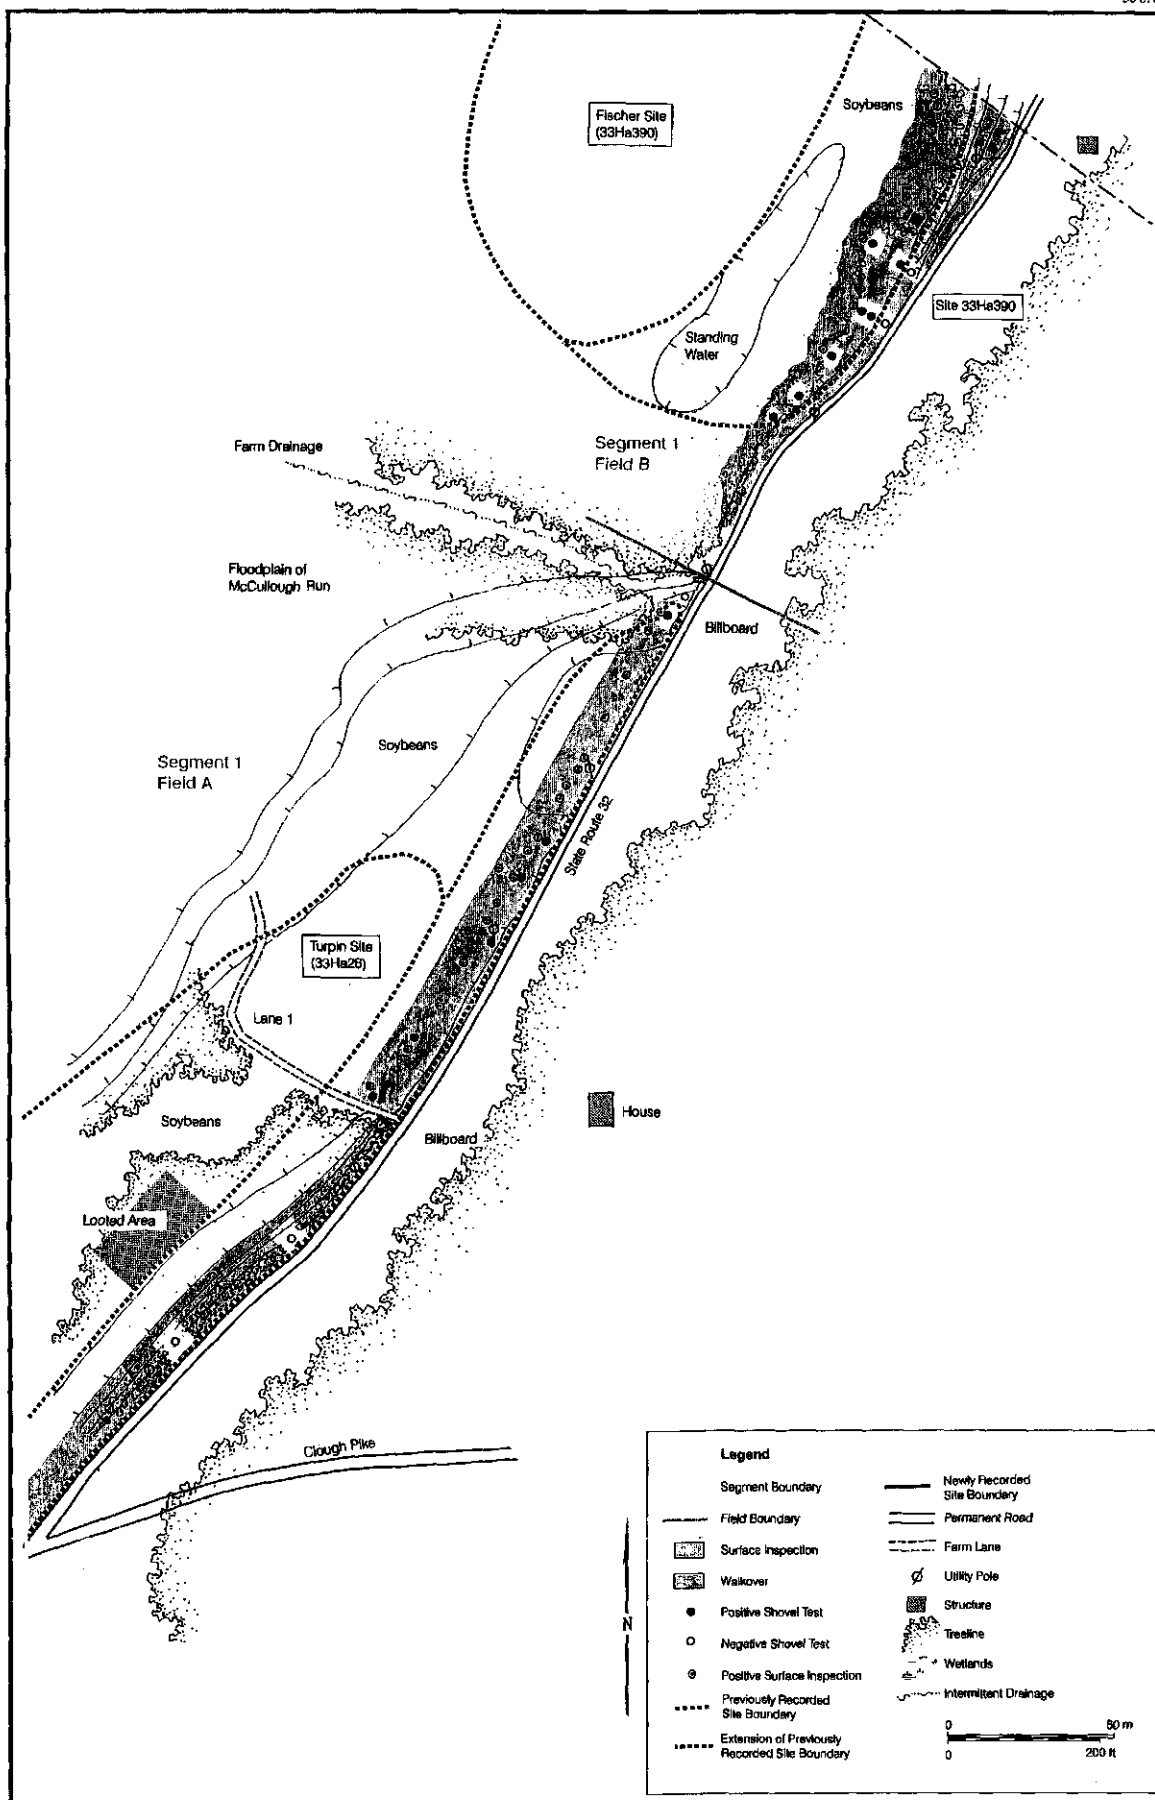 Fischer Site
(33Ha390)
Soybeans
Site 33Ha390
Standing
Water
Segment 1
Field B
Farm Drainage
Floodplain of
McCullough Run
Billboard
Soybeans
Segment 1
Field A
State Route 32
Turpin Site
(33Ha28)
Lane 1
House
Soybeans
Billboard
Looted Area
Clough Pike
Legend
Segment Boundary
Field Boundary
Surface Inspection
Walkover
Positive Shovel Test
Negative Shovel Test
Positive Surface Inspection
Previously Recorded
Site Boundary
Extension of Previously
Recorded Site Boundary
Newly Recorded
Site Boundary
Permanent Road
Farm Lane
Utility Pole
Structure
Treeline
Wetlands
Intermittent Drainage
0 60 m
0 200 ft
N